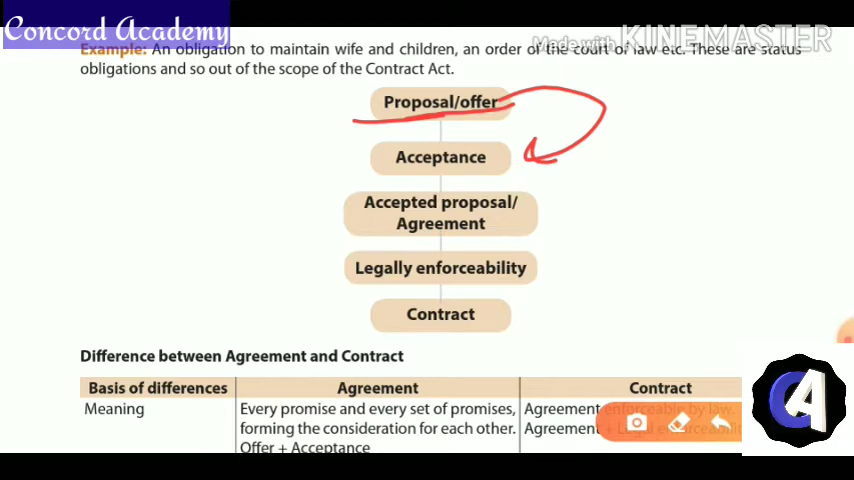 Concord Academy
Made with KINEMASTER
Example: An obligation to maintain wife and children, an order of the court of law etc. These are status
obligations and so out of the scope of the Contract Act.
Proposal/offer
Acceptance
Accepted proposal/
Agreement
Legally enforceability
Contract
Difference between Agreement and Contract
Basis of differences Agreement Contract
Meaning Every promise and every set of promises, Agreement enforceable by law.
forming the consideration for each other. Agreement + Legal
Offer + Acceptance
CA